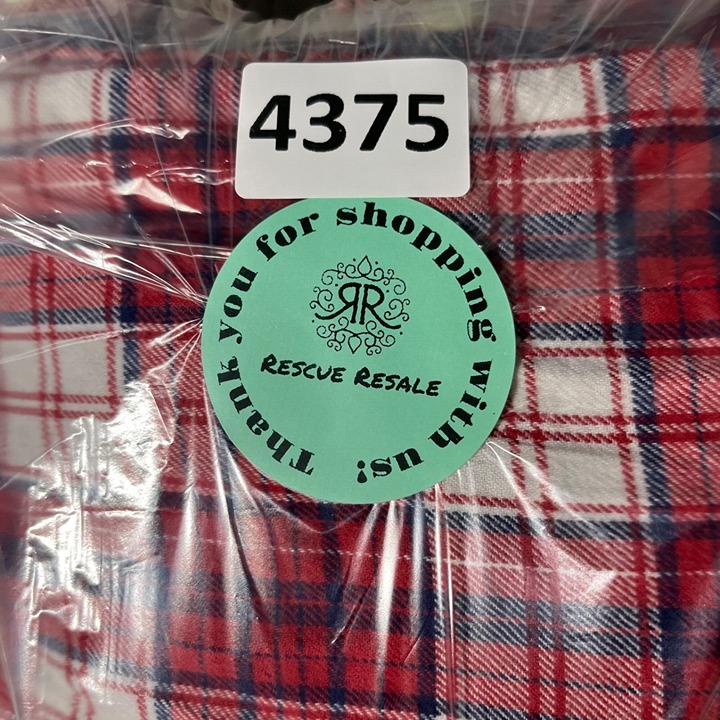 4375
Thank you for shopping with us!
RR
RESCUE RESALE